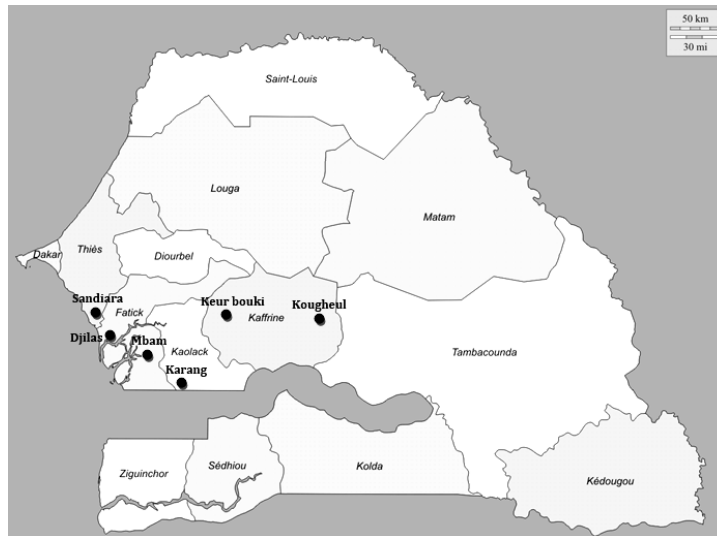 50 km
30 mi
Saint-Louis
Louga
Matam
Dakar
Thiès
Diourbel
Sandiara
Fatick
Keur bouki
Kougheul
Kaffrine
Djilas
Mbam
Kaolack
Tambacounda
Karang
Ziguinchor
Sédhiou
Kolda
Kédougou